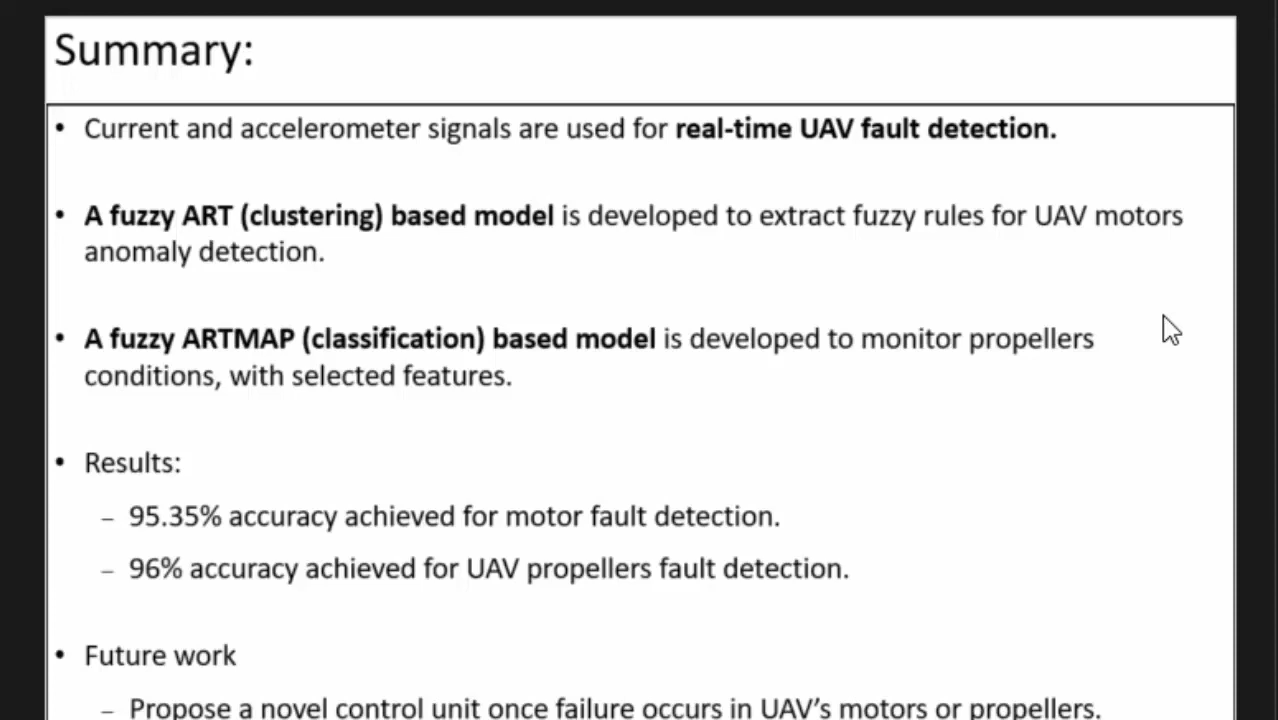 Summary:
• Current and accelerometer signals are used for real-time UAV fault detection.
• A fuzzy ART (clustering) based model is developed to extract fuzzy rules for UAV motors
anomaly detection.
• A fuzzy ARTMAP (classification) based model is developed to monitor propellers
conditions, with selected features.
• Results:
– 95.35% accuracy achieved for motor fault detection.
– 96% accuracy achieved for UAV propellers fault detection.
• Future work
– Propose a novel control unit once failure occurs in UAV’s motors or propellers.